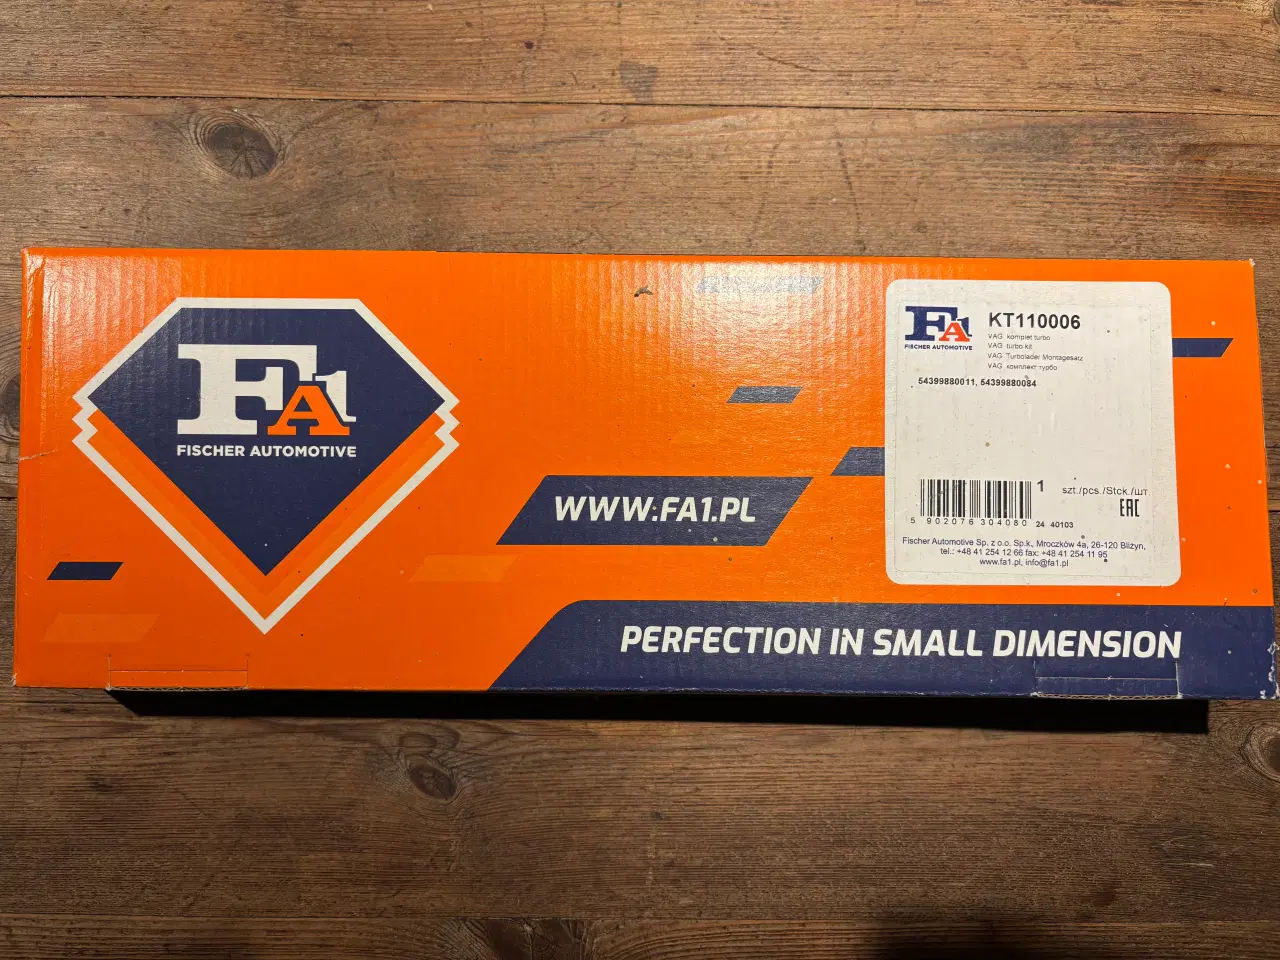 FA1
FISCHER AUTOMOTIVE
WWW.FA1.PL
PERFECTION IN SMALL DIMENSION
FA1
FISCHER AUTOMOTIVE
KT110006
VAG komplet turbo
VAG turbo kit
VAG Turbolader Montagesatz
VAG комплект турбо
54399880011, 54399880084
1 szt./pcs./Stck./шт
EAC
5 902076 304080 24 40103
Fischer Automotive Sp. z o.o. Sp.k., Mroczków 4a, 26-120 Bliżyn,
tel.: +48 41 254 12 66 fax: +48 41 254 11 95
www.fa1.pl, info@fa1.pl